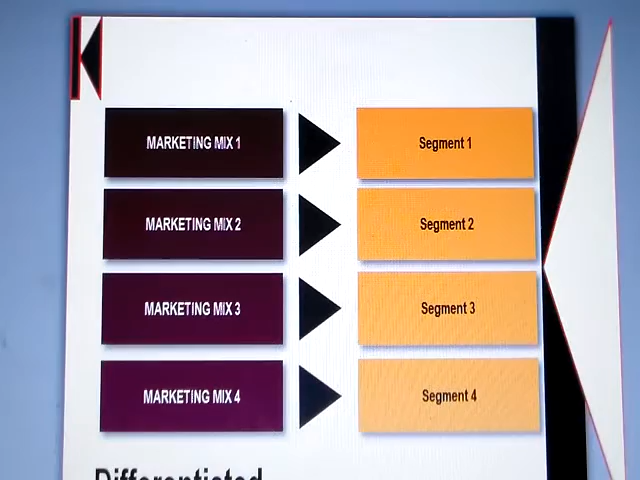 MARKETING MIX 1
Segment 1
MARKETING MIX 2
Segment 2
MARKETING MIX 3
Segment 3
MARKETING MIX 4
Segment 4
Differentiated